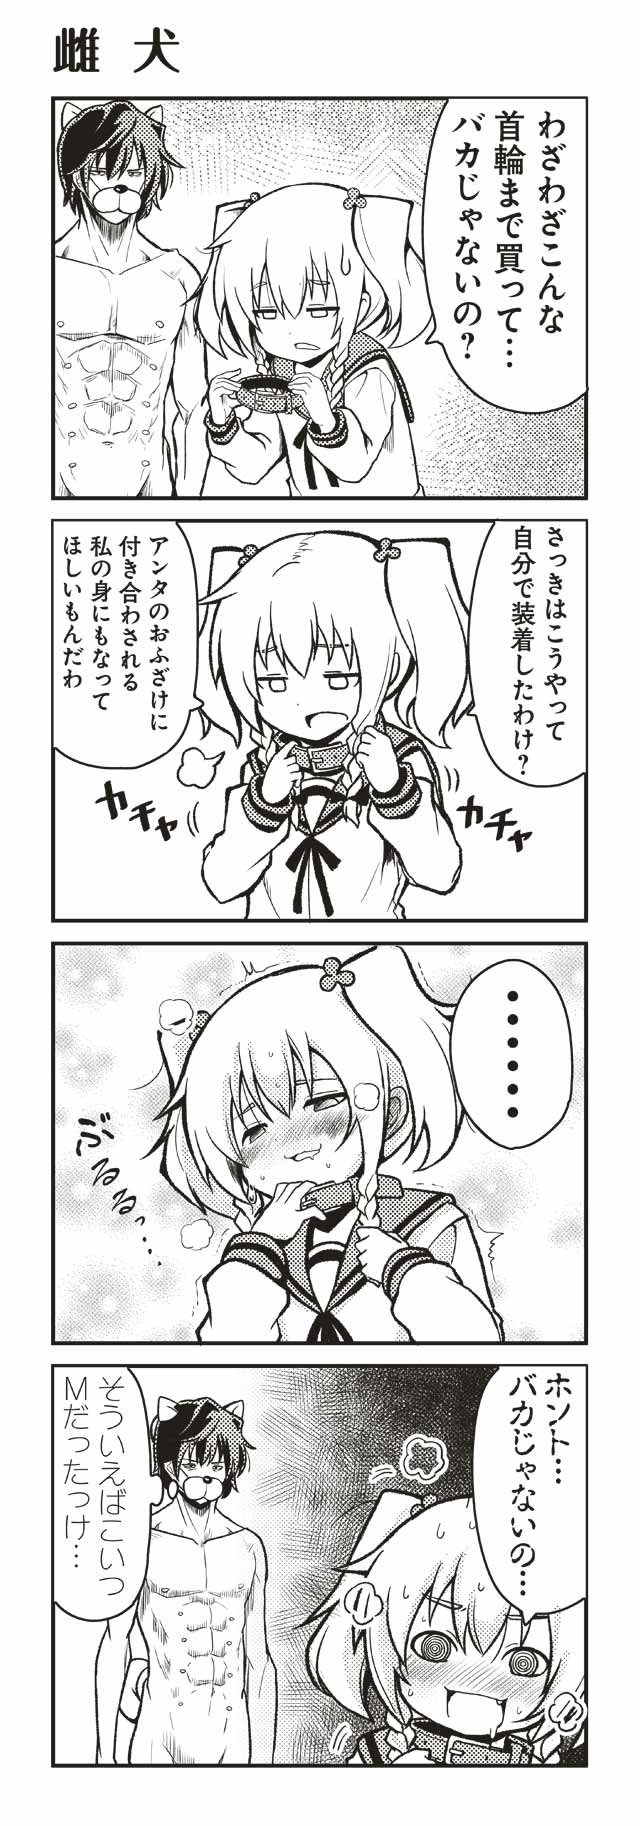 雌犬
わざわざこんな
首輪まで買って…
バカじゃないの？
さっきはこうやって
自分で装着したわけ？
アンタのおふざけに
付き合わされる
私の身にもなって
ほしいもんだわ
カチャ
カチャ
・・・・・・
ぶるるっ…
ホント…
バカじゃないの…
そういえばこいつ
Mだったっけ…